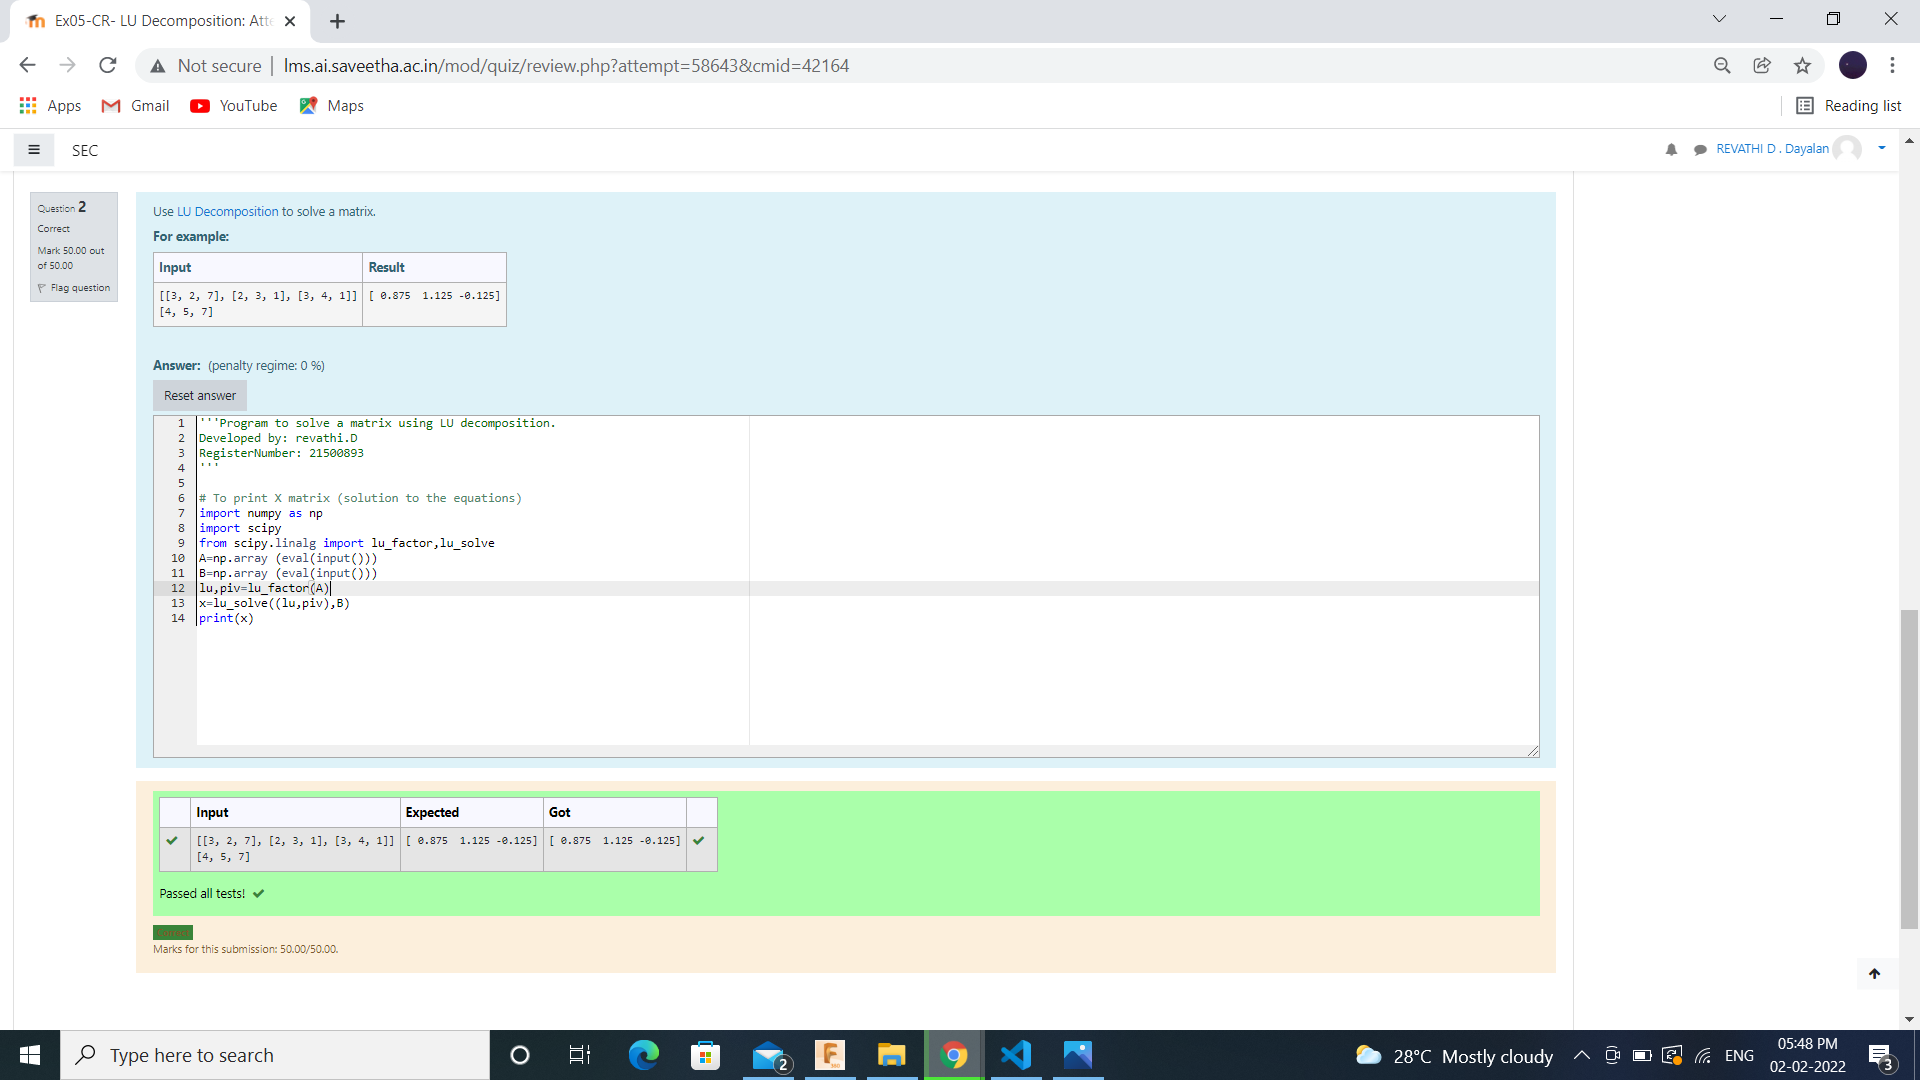 Ex05-CR- LU Decomposition: Atte
Not secure | lms.ai.saveetha.ac.in/mod/quiz/review.php?attempt=58643&cmid=42164
Apps Gmail YouTube Maps Reading list
SEC REVATHI D . Dayalan
Question 2
Correct
Mark 50.00 out
of 50.00
Flag question
Use LU Decomposition to solve a matrix.
For example:
Input Result
[[3, 2, 7], [2, 3, 1], [3, 4, 1]] [ 0.875  1.125 -0.125]
[4, 5, 7]
Answer: (penalty regime: 0 %)
Reset answer
1 '''Program to solve a matrix using LU decomposition.
2 Developed by: revathi.D
3 RegisterNumber: 21500893
4 '''
5
6 # To print X matrix (solution to the equations)
7 import numpy as np
8 import scipy
9 from scipy.linalg import lu_factor,lu_solve
10 A=np.array (eval(input()))
11 B=np.array (eval(input()))
12 lu,piv=lu_factor(A)
13 x=lu_solve((lu,piv),B)
14 print(x)
Input Expected Got
[[3, 2, 7], [2, 3, 1], [3, 4, 1]] [ 0.875  1.125 -0.125] [ 0.875  1.125 -0.125]
[4, 5, 7]
Passed all tests!
Marks for this submission: 50.00/50.00.
Type here to search
2
28°C Mostly cloudy
ENG
05:48 PM
02-02-2022
3